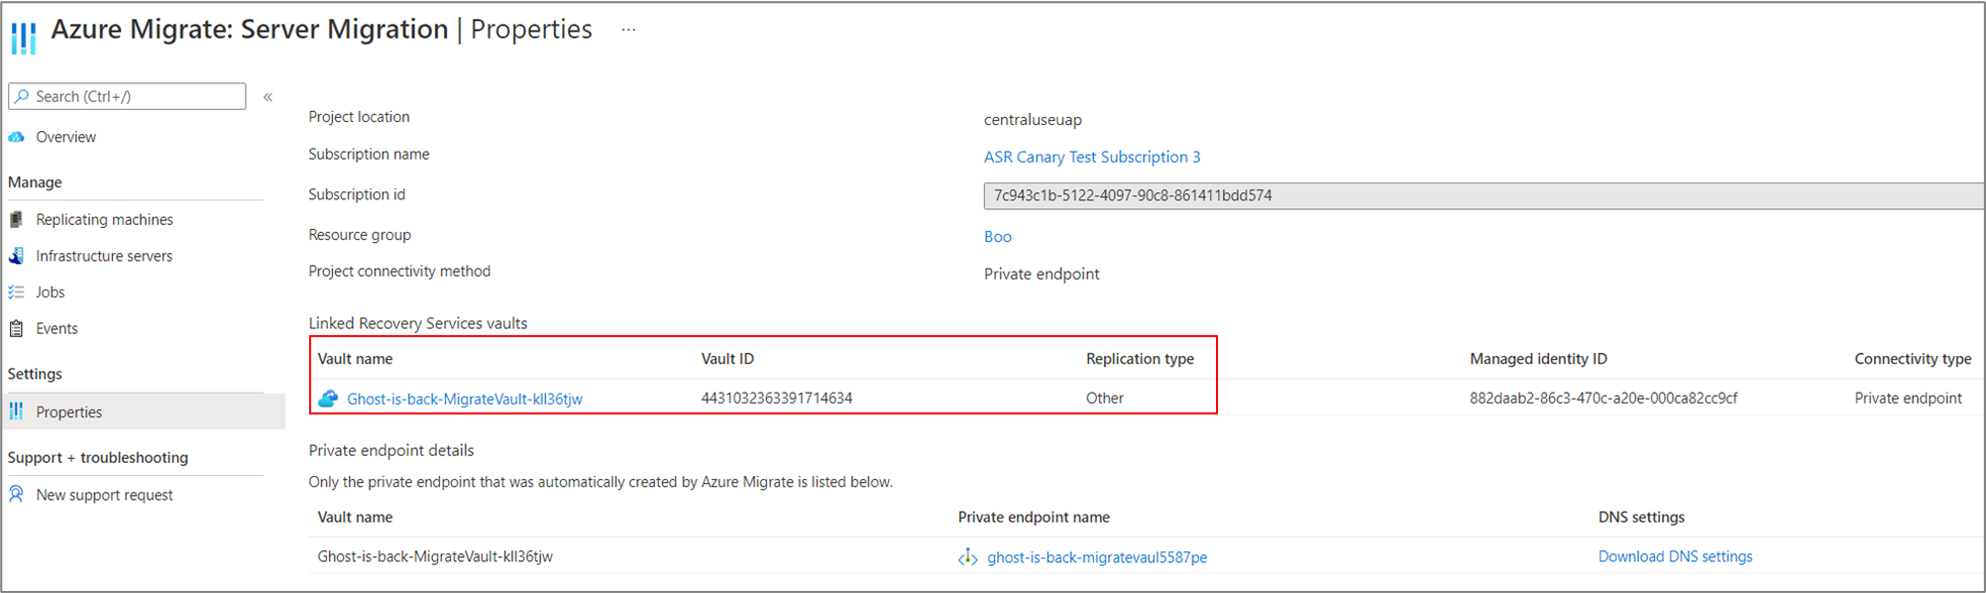 Azure Migrate: Server Migration | Properties ...
Search (Ctrl+/) «
Overview
Manage
Replicating machines
Infrastructure servers
Jobs
Events
Settings
Properties
Support + troubleshooting
New support request
Project location centraluseuap
Subscription name ASR Canary Test Subscription 3
Subscription id 7c943c1b-5122-4097-90c8-861411bdd574
Resource group Boo
Project connectivity method Private endpoint
Linked Recovery Services vaults
Vault name Vault ID Replication type Managed identity ID Connectivity type
Ghost-is-back-MigrateVault-kll36tjw 4431032363391714634 Other 882daab2-86c3-470c-a20e-000ca82cc9cf Private endpoint
Private endpoint details
Only the private endpoint that was automatically created by Azure Migrate is listed below.
Vault name Private endpoint name DNS settings
Ghost-is-back-MigrateVault-kll36tjw ghost-is-back-migratevaul5587pe Download DNS settings